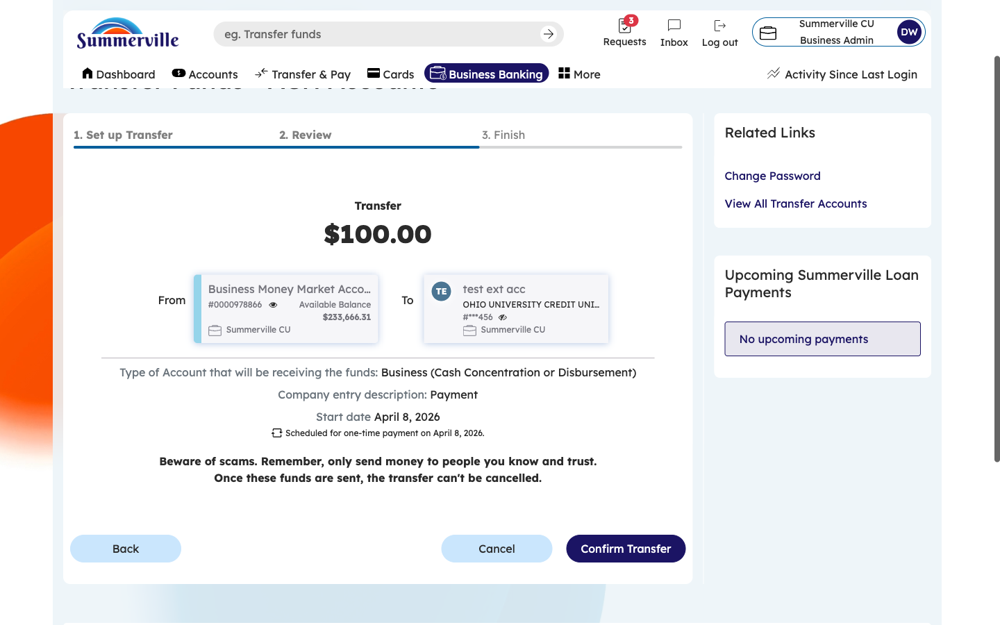 Summerville
eg. Transfer funds
3
Requests
Inbox
Log out
Summerville CU
Business Admin
DW
Dashboard
Accounts
Transfer & Pay
Cards
Business Banking
More
Activity Since Last Login
Transfer Funds - ACH Accounts
1. Set up Transfer
2. Review
3. Finish
Transfer
$100.00
From
Business Money Market Acco...
#0000978866
Available Balance
$233,666.31
Summerville CU
To
TE
test ext acc
OHIO UNIVERSITY CREDIT UNI...
#***456
Summerville CU
Type of Account that will be receiving the funds: Business (Cash Concentration or Disbursement)
Company entry description: Payment
Start date April 8, 2026
Scheduled for one-time payment on April 8, 2026.
Beware of scams. Remember, only send money to people you know and trust.
Once these funds are sent, the transfer can't be cancelled.
Back
Cancel
Confirm Transfer
Related Links
Change Password
View All Transfer Accounts
Upcoming Summerville Loan
Payments
No upcoming payments